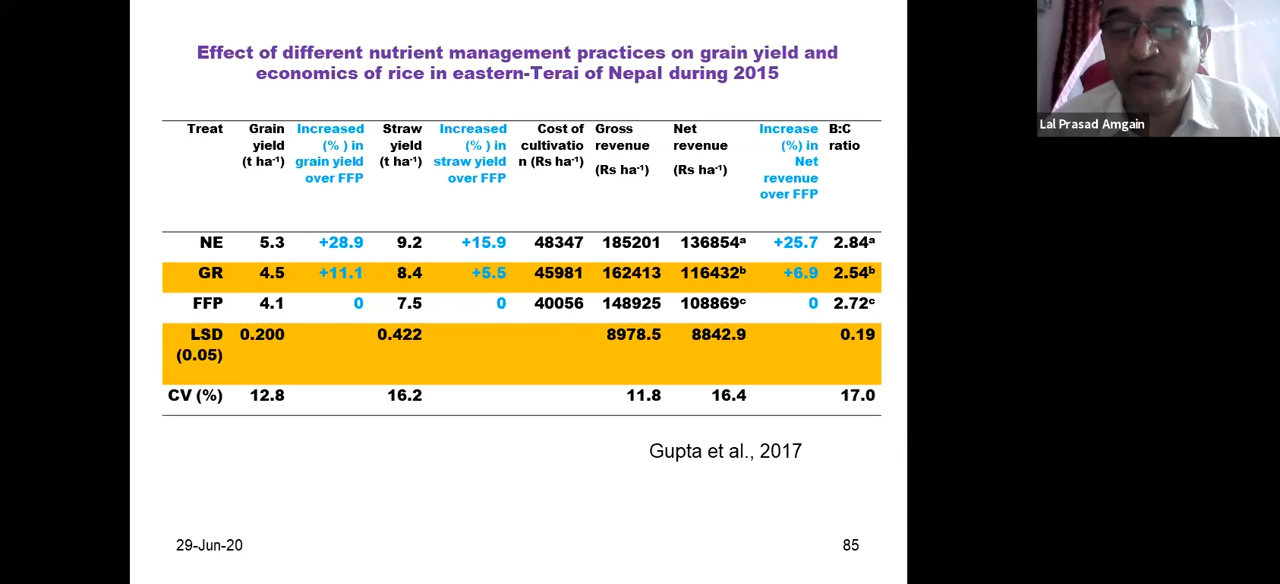 Effect of different nutrient management practices on grain yield and
economics of rice in eastern-Terai of Nepal during 2015
Treat Grain Increased Straw Increased Cost of Gross Net Increase B:C
yield (% ) in yield (% ) in cultivatio revenue revenue (%) in ratio
(t ha⁻¹) grain yield (t ha⁻¹) straw yield n (Rs ha⁻¹) (Rs ha⁻¹) (Rs ha⁻¹) Net
over FFP over FFP revenue
over FFP
NE 5.3 +28.9 9.2 +15.9 48347 185201 136854ᵃ +25.7 2.84ᵃ
GR 4.5 +11.1 8.4 +5.5 45981 162413 116432ᵇ +6.9 2.54ᵇ
FFP 4.1 0 7.5 0 40056 148925 108869ᶜ 0 2.72ᶜ
LSD 0.200 0.422 8978.5 8842.9 0.19
(0.05)
CV (%) 12.8 16.2 11.8 16.4 17.0
Gupta et al., 2017
29-Jun-20 85
Lal Prasad Amgain